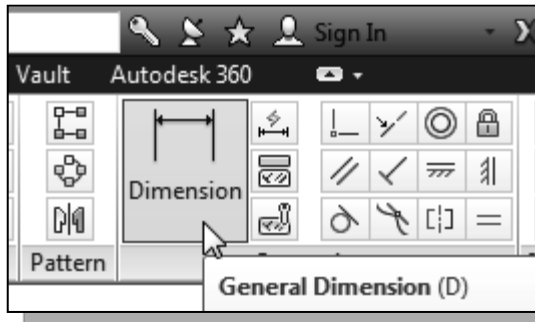 Sign In
Vault Autodesk 360
Dimension
Pattern
General Dimension (D)